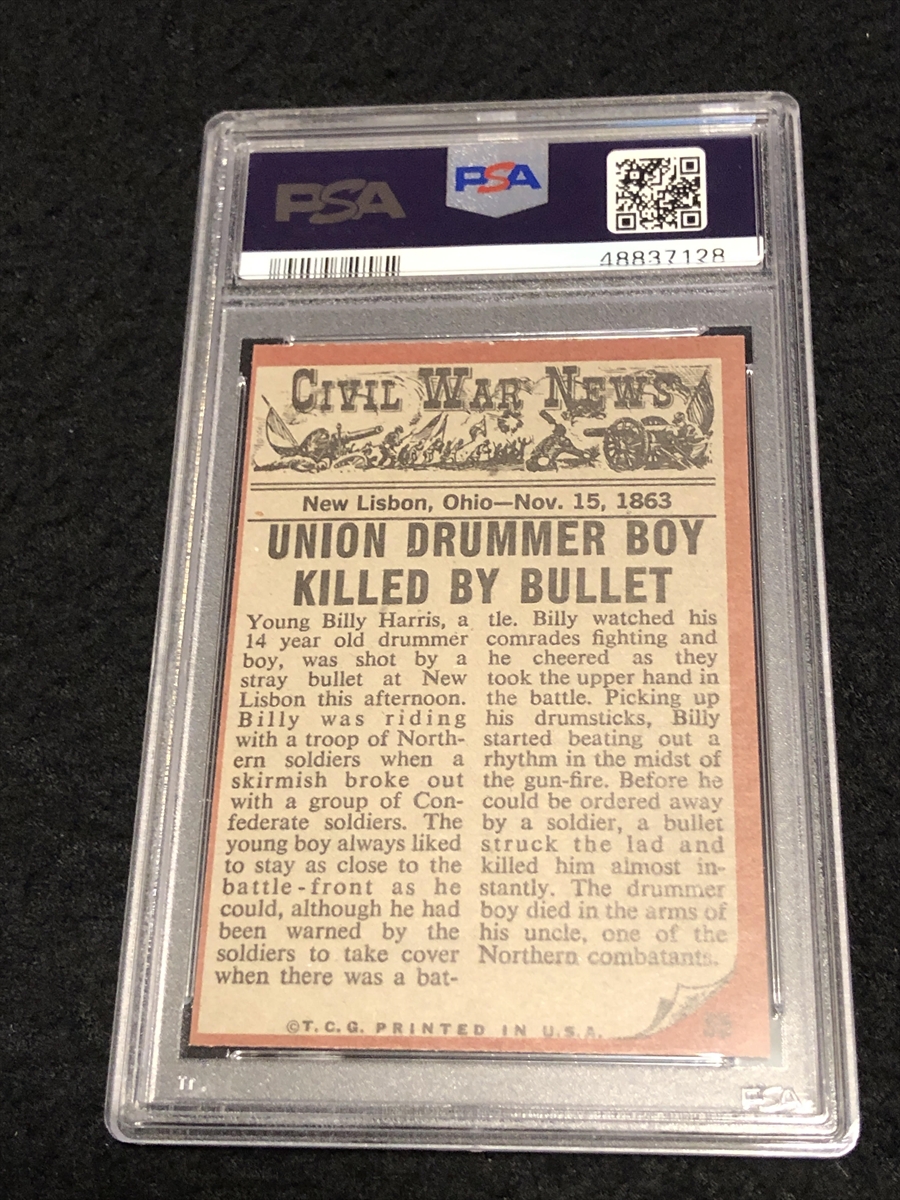 PSA
PSA
48837128
CIVIL WAR NEWS
New Lisbon, Ohio—Nov. 15, 1863
UNION DRUMMER BOY
KILLED BY BULLET
Young Billy Harris, a
14 year old drummer
boy, was shot by a
stray bullet at New
Lisbon this afternoon.
Billy was riding
with a troop of North-
ern soldiers when a
skirmish broke out
with a group of Con-
federate soldiers. The
young boy always liked
to stay as close to the
battle-front as he
could, although he had
been warned by the
soldiers to take cover
when there was a bat-
tle. Billy watched his
comrades fighting and
he cheered as they
took the upper hand in
the battle. Picking up
his drumsticks, Billy
started beating out a
rhythm in the midst of
the gun-fire. Before he
could be ordered away
by a soldier, a bullet
struck the lad and
killed him almost in-
stantly. The drummer
boy died in the arms of
his uncle, one of the
Northern combatants.
©T.C.G. PRINTED IN U.S.A.
PSA